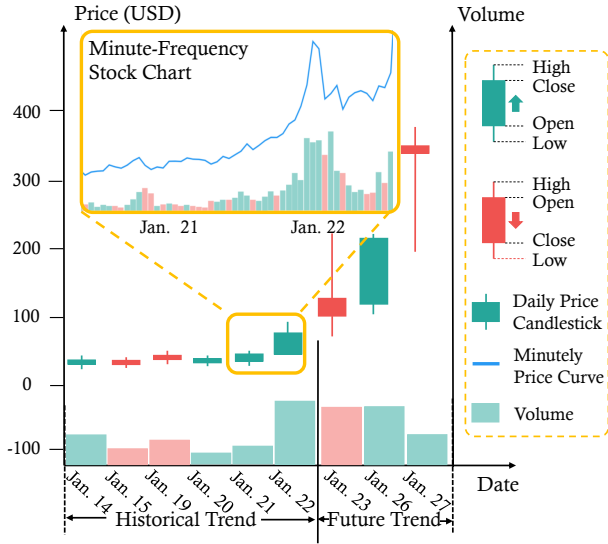 Price (USD)
Volume
Minute-Frequency
Stock Chart
Jan. 21
Jan. 22
400
300
200
100
0
-100
High
Close
Open
Low
High
Open
Close
Low
Daily Price
Candlestick
Minutely
Price Curve
Volume
Jan. 14
Jan. 15
Jan. 19
Jan. 20
Jan. 21
Jan. 22
Jan. 23
Jan. 26
Jan. 27
Date
Historical Trend
Future Trend